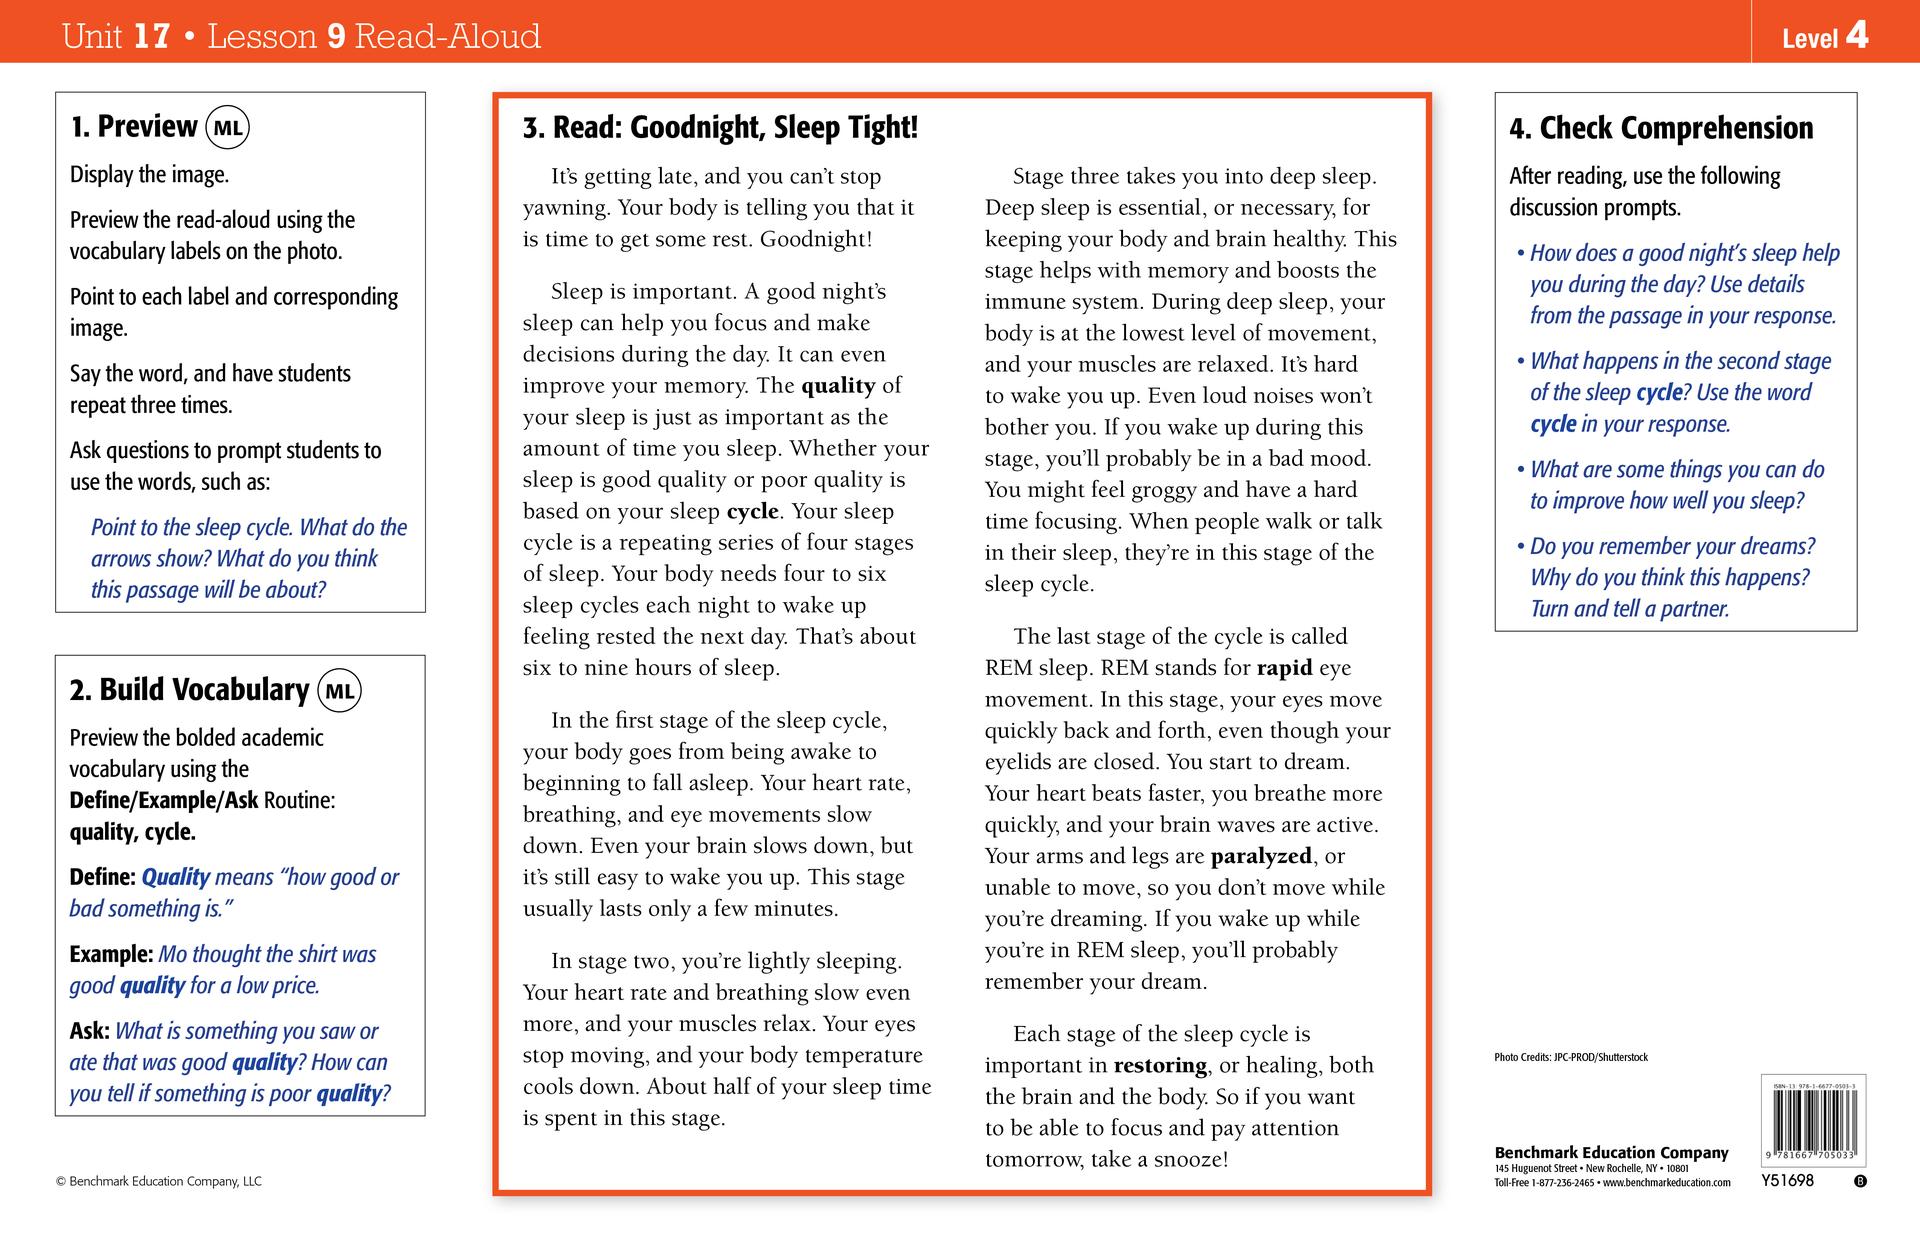 Unit 17 • Lesson 9 Read-Aloud
Level 4
1. Preview ML
Display the image.
Preview the read-aloud using the
vocabulary labels on the photo.
Point to each label and corresponding
image.
Say the word, and have students
repeat three times.
Ask questions to prompt students to
use the words, such as:
Point to the sleep cycle. What do the
arrows show? What do you think
this passage will be about?
2. Build Vocabulary ML
Preview the bolded academic
vocabulary using the
Define/Example/Ask Routine:
quality, cycle.
Define: Quality means “how good or
bad something is.”
Example: Mo thought the shirt was
good quality for a low price.
Ask: What is something you saw or
ate that was good quality? How can
you tell if something is poor quality?
© Benchmark Education Company, LLC
3. Read: Goodnight, Sleep Tight!
It’s getting late, and you can’t stop
yawning. Your body is telling you that it
is time to get some rest. Goodnight!
Sleep is important. A good night’s
sleep can help you focus and make
decisions during the day. It can even
improve your memory. The quality of
your sleep is just as important as the
amount of time you sleep. Whether your
sleep is good quality or poor quality is
based on your sleep cycle. Your sleep
cycle is a repeating series of four stages
of sleep. Your body needs four to six
sleep cycles each night to wake up
feeling rested the next day. That’s about
six to nine hours of sleep.
In the first stage of the sleep cycle,
your body goes from being awake to
beginning to fall asleep. Your heart rate,
breathing, and eye movements slow
down. Even your brain slows down, but
it’s still easy to wake you up. This stage
usually lasts only a few minutes.
In stage two, you’re lightly sleeping.
Your heart rate and breathing slow even
more, and your muscles relax. Your eyes
stop moving, and your body temperature
cools down. About half of your sleep time
is spent in this stage.
Stage three takes you into deep sleep.
Deep sleep is essential, or necessary, for
keeping your body and brain healthy. This
stage helps with memory and boosts the
immune system. During deep sleep, your
body is at the lowest level of movement,
and your muscles are relaxed. It’s hard
to wake you up. Even loud noises won’t
bother you. If you wake up during this
stage, you’ll probably be in a bad mood.
You might feel groggy and have a hard
time focusing. When people walk or talk
in their sleep, they’re in this stage of the
sleep cycle.
The last stage of the cycle is called
REM sleep. REM stands for rapid eye
movement. In this stage, your eyes move
quickly back and forth, even though your
eyelids are closed. You start to dream.
Your heart beats faster, you breathe more
quickly, and your brain waves are active.
Your arms and legs are paralyzed, or
unable to move, so you don’t move while
you’re dreaming. If you wake up while
you’re in REM sleep, you’ll probably
remember your dream.
Each stage of the sleep cycle is
important in restoring, or healing, both
the brain and the body. So if you want
to be able to focus and pay attention
tomorrow, take a snooze!
4. Check Comprehension
After reading, use the following
discussion prompts.
• How does a good night’s sleep help
you during the day? Use details
from the passage in your response.
• What happens in the second stage
of the sleep cycle? Use the word
cycle in your response.
• What are some things you can do
to improve how well you sleep?
• Do you remember your dreams?
Why do you think this happens?
Turn and tell a partner.
Photo Credits: JPC-PROD/Shutterstock
Benchmark Education Company
145 Huguenot Street • New Rochelle, NY • 10801
Toll-Free 1-877-236-2465 • www.benchmarkeducation.com
ISBN-13 978-1-6677-0503-3
9 781667 705033
Y51698
B